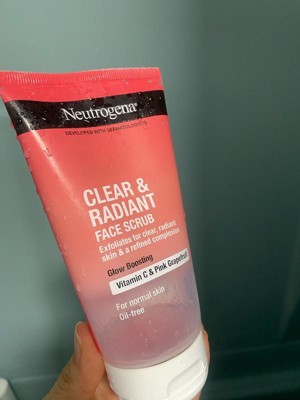 Neutrogena®
DEVELOPED WITH DERMATOLOGISTS
CLEAR &
RADIANT
FACE SCRUB
Exfoliates for clear, radiant
skin & a refined complexion
Glow Boosting
Vitamin C & Pink Grapefruit
For normal skin
Oil-free